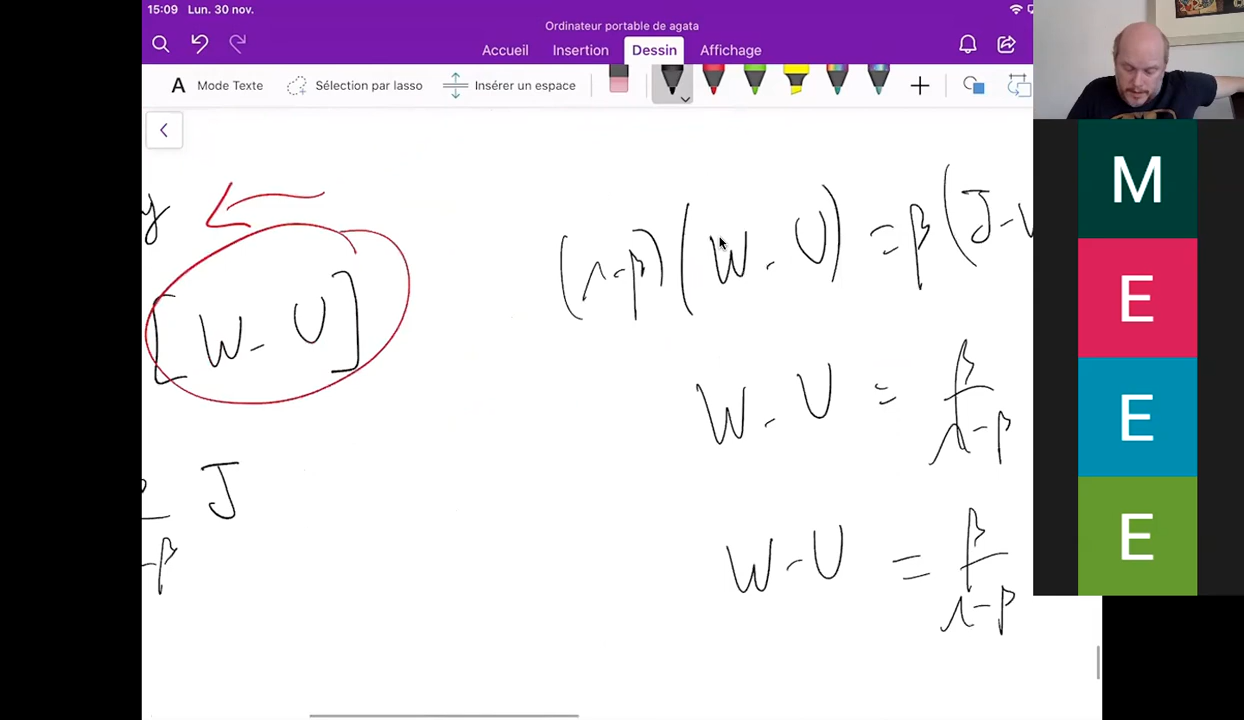 15:09 Lun. 30 nov.
Ordinateur portable de agata
Accueil Insertion Dessin Affichage
A Mode Texte Sélection par lasso Insérer un espace
M
E
E
E
y
[W - U]
J
-β
(1-β)(W - U) = β(J-V
W - U = β/(1-β)
W - U = β/(1-β)